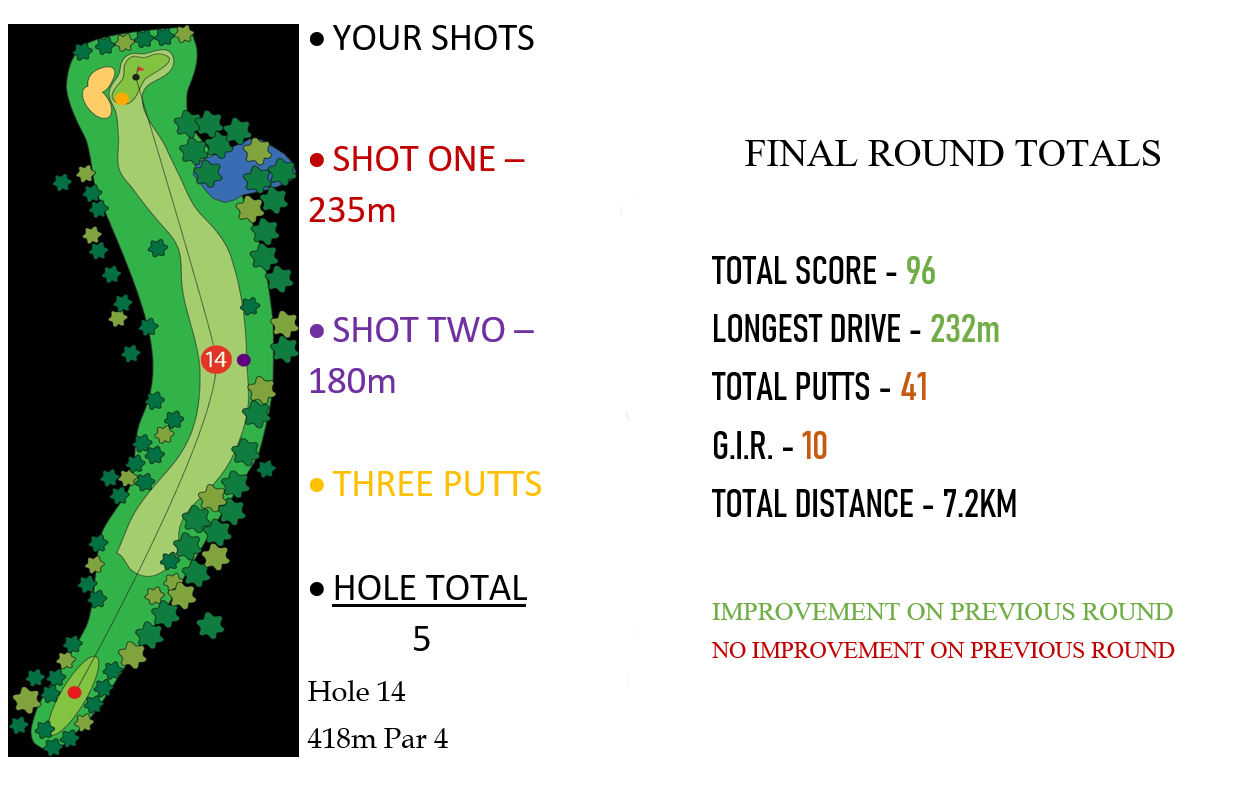 • YOUR SHOTS
• SHOT ONE –
235m
• SHOT TWO –
180m
• THREE PUTTS
• HOLE TOTAL
5
Hole 14
418m Par 4
14
FINAL ROUND TOTALS
TOTAL SCORE - 96
LONGEST DRIVE - 232m
TOTAL PUTTS - 41
G.I.R. - 10
TOTAL DISTANCE - 7.2KM
IMPROVEMENT ON PREVIOUS ROUND
NO IMPROVEMENT ON PREVIOUS ROUND